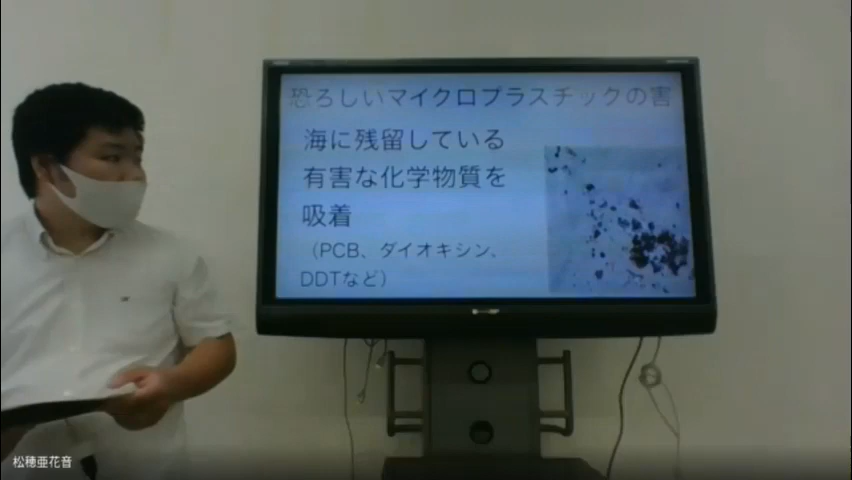 恐ろしいマイクロプラスチックの害
海に残留している
有害な化学物質を
吸着
（PCB、ダイオキシン、
DDTなど）
松穂亜花音